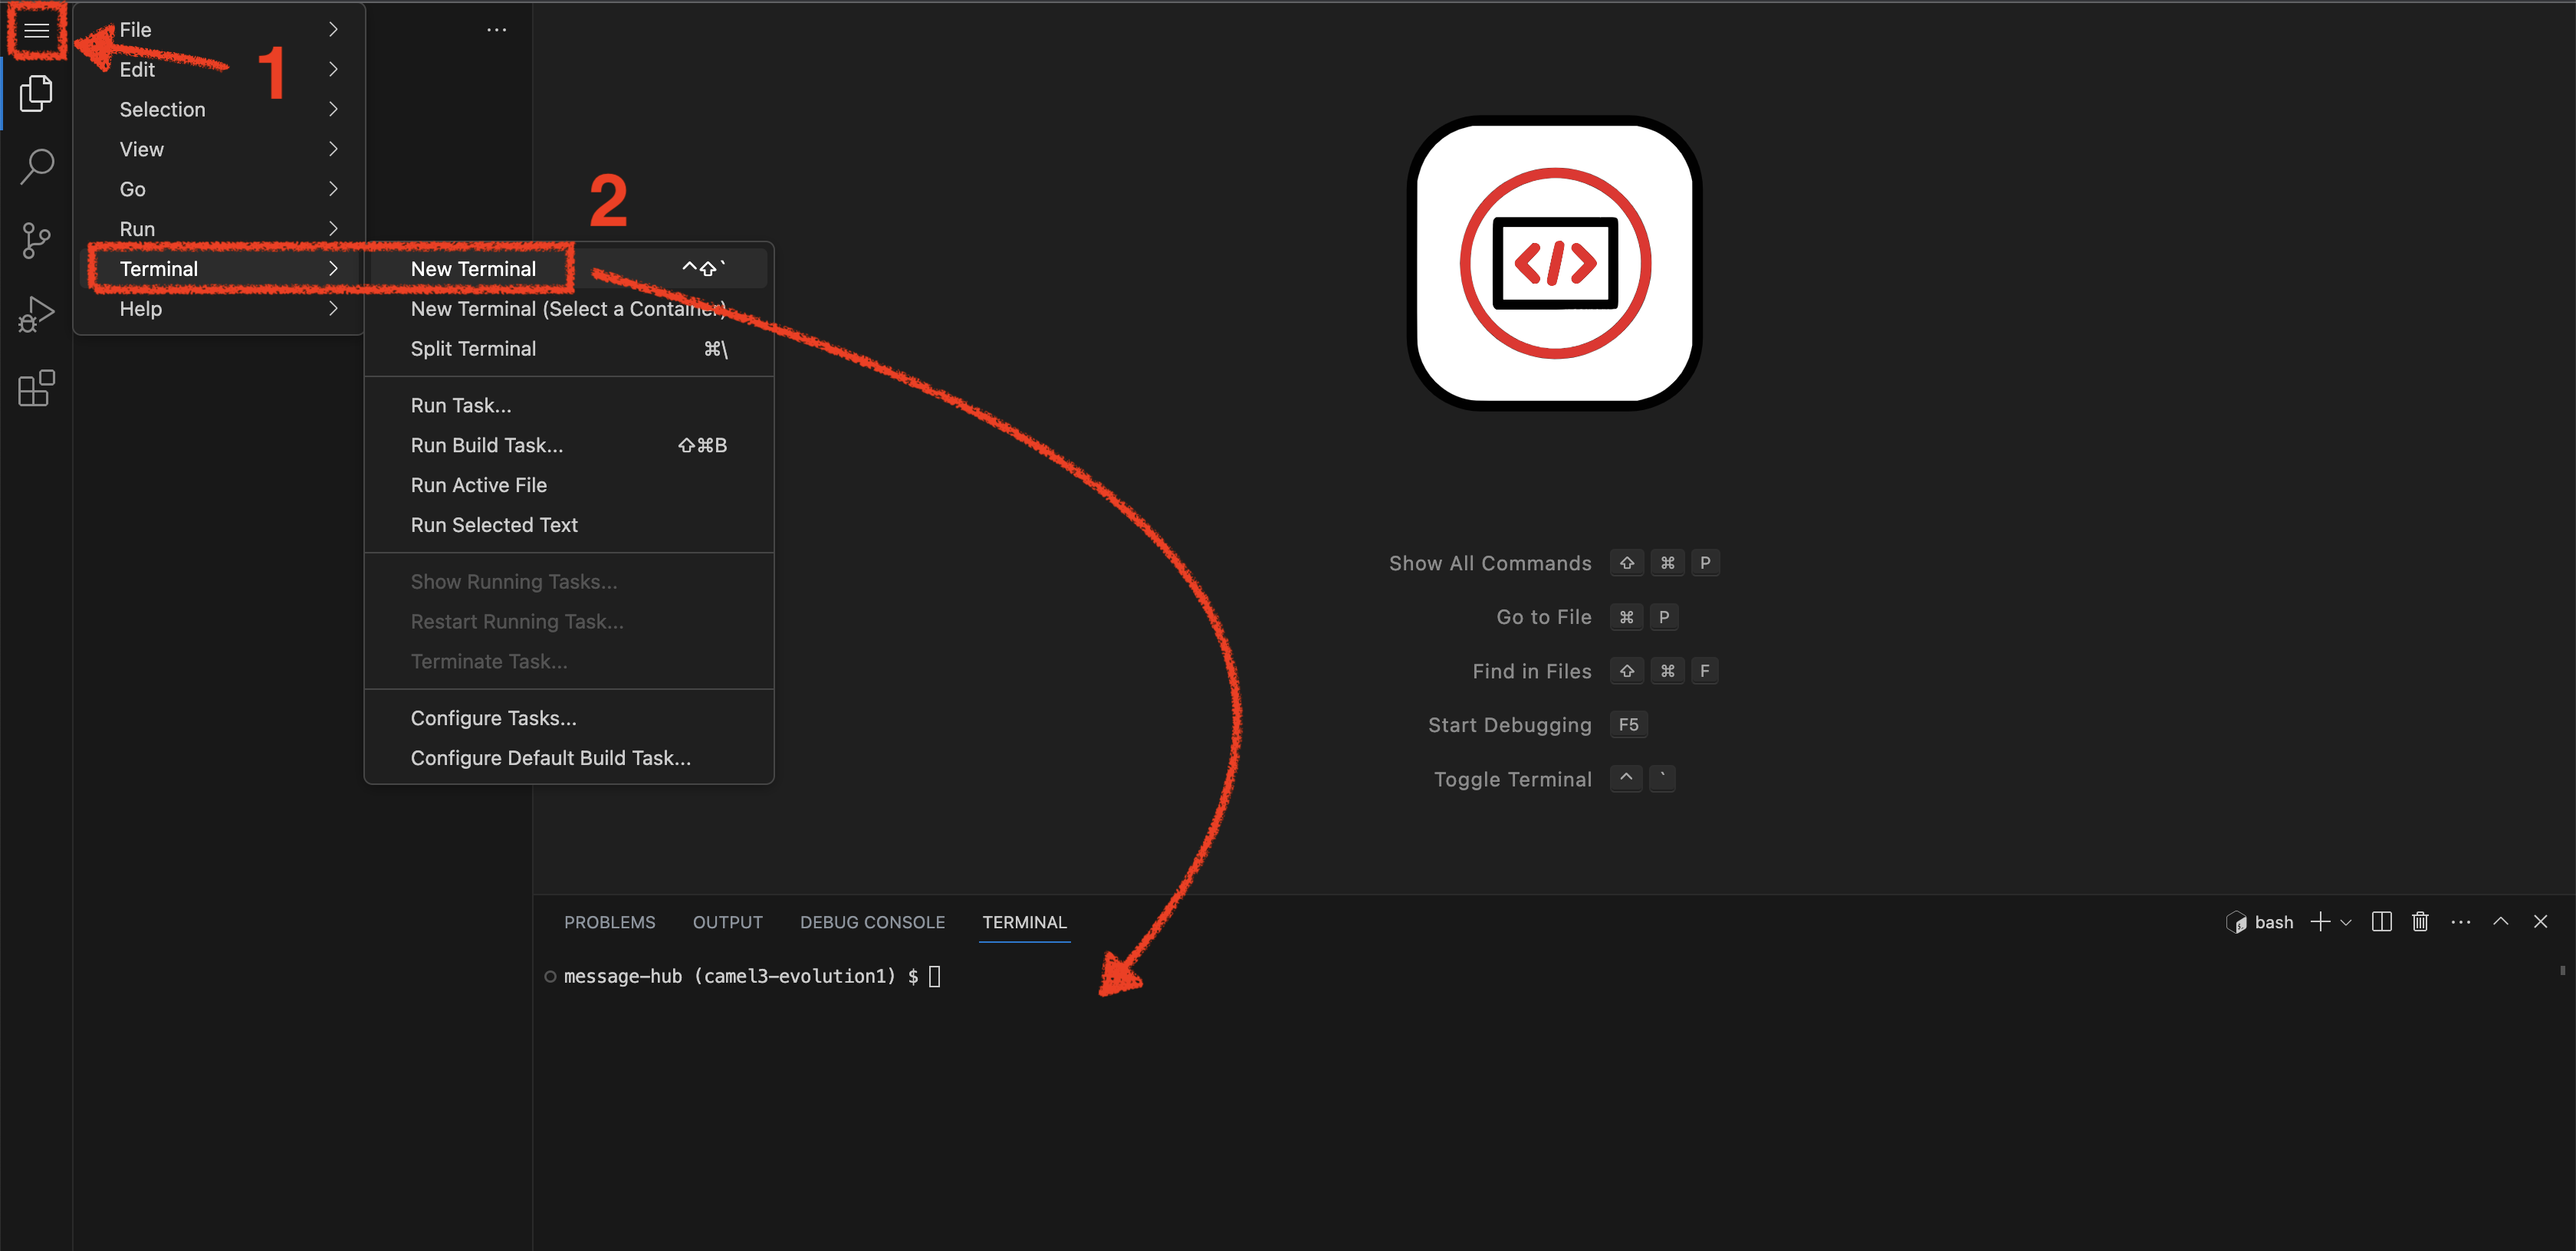 File
Edit
Selection
View
Go
Run
Terminal
Help
1
2
New Terminal ^⇧`
New Terminal (Select a Container)
Split Terminal ⌘\
Run Task...
Run Build Task... ⇧⌘B
Run Active File
Run Selected Text
Show Running Tasks...
Restart Running Task...
Terminate Task...
Configure Tasks...
Configure Default Build Task...
</>
Show All Commands ⇧ ⌘ P
Go to File ⌘ P
Find in Files ⇧ ⌘ F
Start Debugging F5
Toggle Terminal ^ `
PROBLEMS OUTPUT DEBUG CONSOLE TERMINAL
bash
message-hub (camel3-evolution1) $